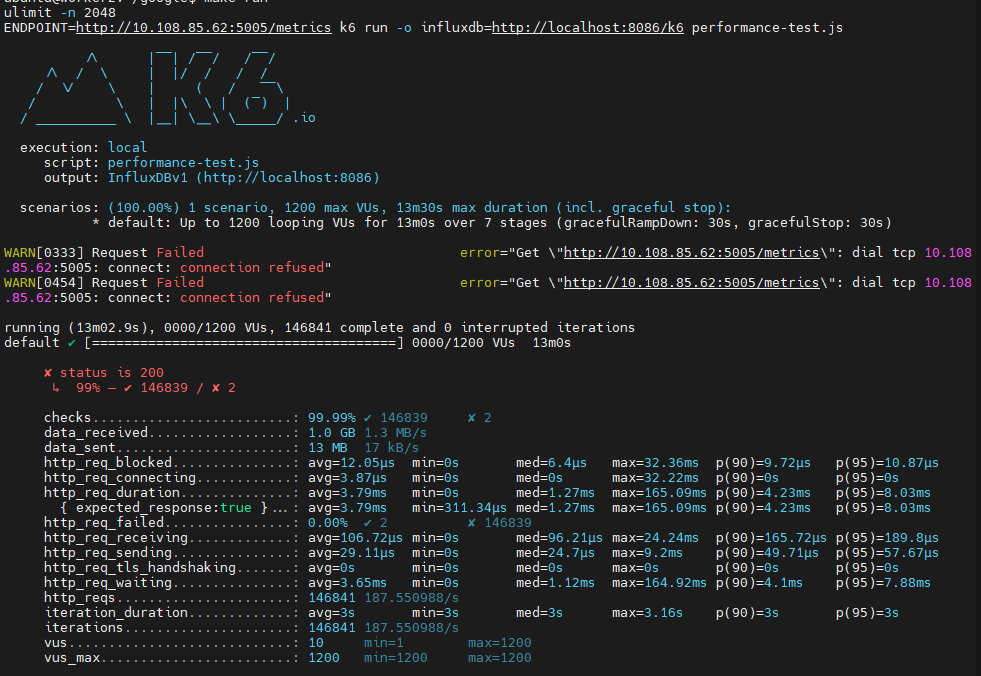 ubuntu@worker2:~/google$ make run
ulimit -n 2048
ENDPOINT=http://10.108.85.62:5005/metrics k6 run -o influxdb=http://localhost:8086/k6 performance-test.js
.io
execution: local
script: performance-test.js
output: InfluxDBv1 (http://localhost:8086)
scenarios: (100.00%) 1 scenario, 1200 max VUs, 13m30s max duration (incl. graceful stop):
* default: Up to 1200 looping VUs for 13m0s over 7 stages (gracefulRampDown: 30s, gracefulStop: 30s)
WARN[0333] Request Failed error="Get \"http://10.108.85.62:5005/metrics\": dial tcp 10.108
.85.62:5005: connect: connection refused"
WARN[0454] Request Failed error="Get \"http://10.108.85.62:5005/metrics\": dial tcp 10.108
.85.62:5005: connect: connection refused"
running (13m02.9s), 0000/1200 VUs, 146841 complete and 0 interrupted iterations
default ✔ [======================================] 0000/1200 VUs 13m0s
✘ status is 200
↳ 99% — ✔ 146839 / ✘ 2
checks.........................: 99.99% ✔ 146839 ✘ 2
data_received..................: 1.0 GB 1.3 MB/s
data_sent......................: 13 MB 17 kB/s
http_req_blocked...............: avg=12.05µs min=0s med=6.4µs max=32.36ms p(90)=9.72µs p(95)=10.87µs
http_req_connecting............: avg=3.87µs min=0s med=0s max=32.22ms p(90)=0s p(95)=0s
http_req_duration..............: avg=3.79ms min=0s med=1.27ms max=165.09ms p(90)=4.23ms p(95)=8.03ms
{ expected_response:true }...: avg=3.79ms min=311.34µs med=1.27ms max=165.09ms p(90)=4.23ms p(95)=8.03ms
http_req_failed................: 0.00% ✔ 2 ✘ 146839
http_req_receiving.............: avg=106.72µs min=0s med=96.21µs max=24.24ms p(90)=165.72µs p(95)=189.8µs
http_req_sending...............: avg=29.11µs min=0s med=24.7µs max=9.2ms p(90)=49.71µs p(95)=57.67µs
http_req_tls_handshaking.......: avg=0s min=0s med=0s max=0s p(90)=0s p(95)=0s
http_req_waiting...............: avg=3.65ms min=0s med=1.12ms max=164.92ms p(90)=4.1ms p(95)=7.88ms
http_reqs......................: 146841 187.550988/s
iteration_duration.............: avg=3s min=3s med=3s max=3.16s p(90)=3s p(95)=3s
iterations.....................: 146841 187.550988/s
vus............................: 10 min=1 max=1200
vus_max........................: 1200 min=1200 max=1200